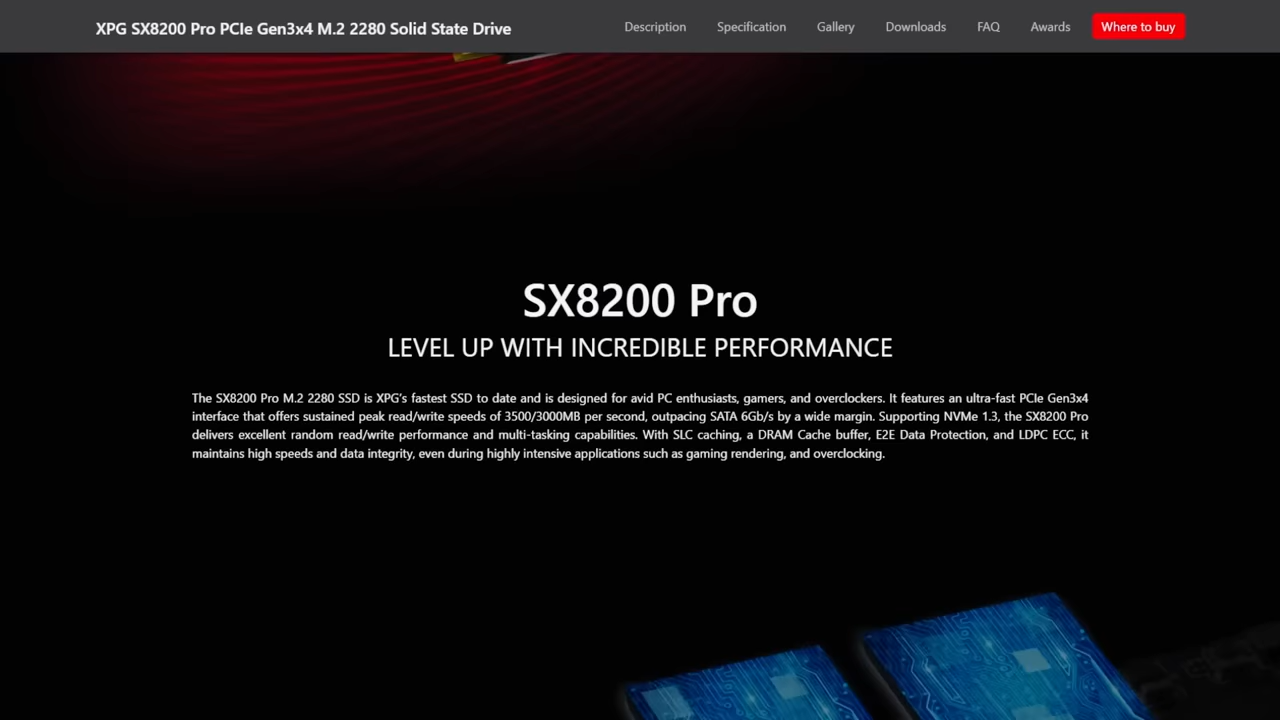 XPG SX8200 Pro PCIe Gen3x4 M.2 2280 Solid State Drive
Description
Specification
Gallery
Downloads
FAQ
Awards
Where to buy
SX8200 Pro
LEVEL UP WITH INCREDIBLE PERFORMANCE
The SX8200 Pro M.2 2280 SSD is XPG's fastest SSD to date and is designed for avid PC enthusiasts, gamers, and overclockers. It features an ultra-fast PCIe Gen3x4
interface that offers sustained peak read/write speeds of 3500/3000MB per second, outpacing SATA 6Gb/s by a wide margin. Supporting NVMe 1.3, the SX8200 Pro
delivers excellent random read/write performance and multi-tasking capabilities. With SLC caching, a DRAM Cache buffer, E2E Data Protection, and LDPC ECC, it
maintains high speeds and data integrity, even during highly intensive applications such as gaming rendering, and overclocking.